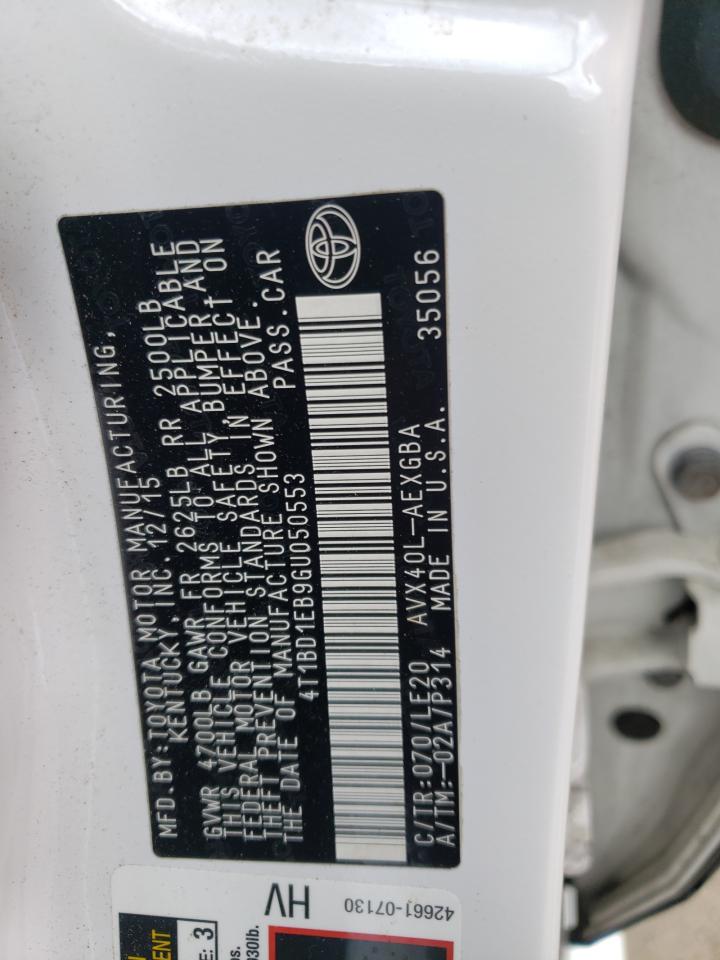 MFD.BY:TOYOTA MOTOR MANUFACTURING,
KENTUCKY, INC. 12/15
GVWR 4700LB GAWR FR 2625LB RR 2500LB
THIS VEHICLE CONFORMS TO ALL APPLICABLE
FEDERAL MOTOR VEHICLE SAFETY, BUMPER, AND
THEFT PREVENTION STANDARDS IN EFFECT ON
THE DATE OF MANUFACTURE SHOWN ABOVE.
4T1BD1EB9GU050553 PASS.CAR
C/TR:070/LE20 AVX40L-AEXGBA 35056
A/TM:-02A/P314 MADE IN U.S.A.
TOYOTA
HV
42661-07130
3